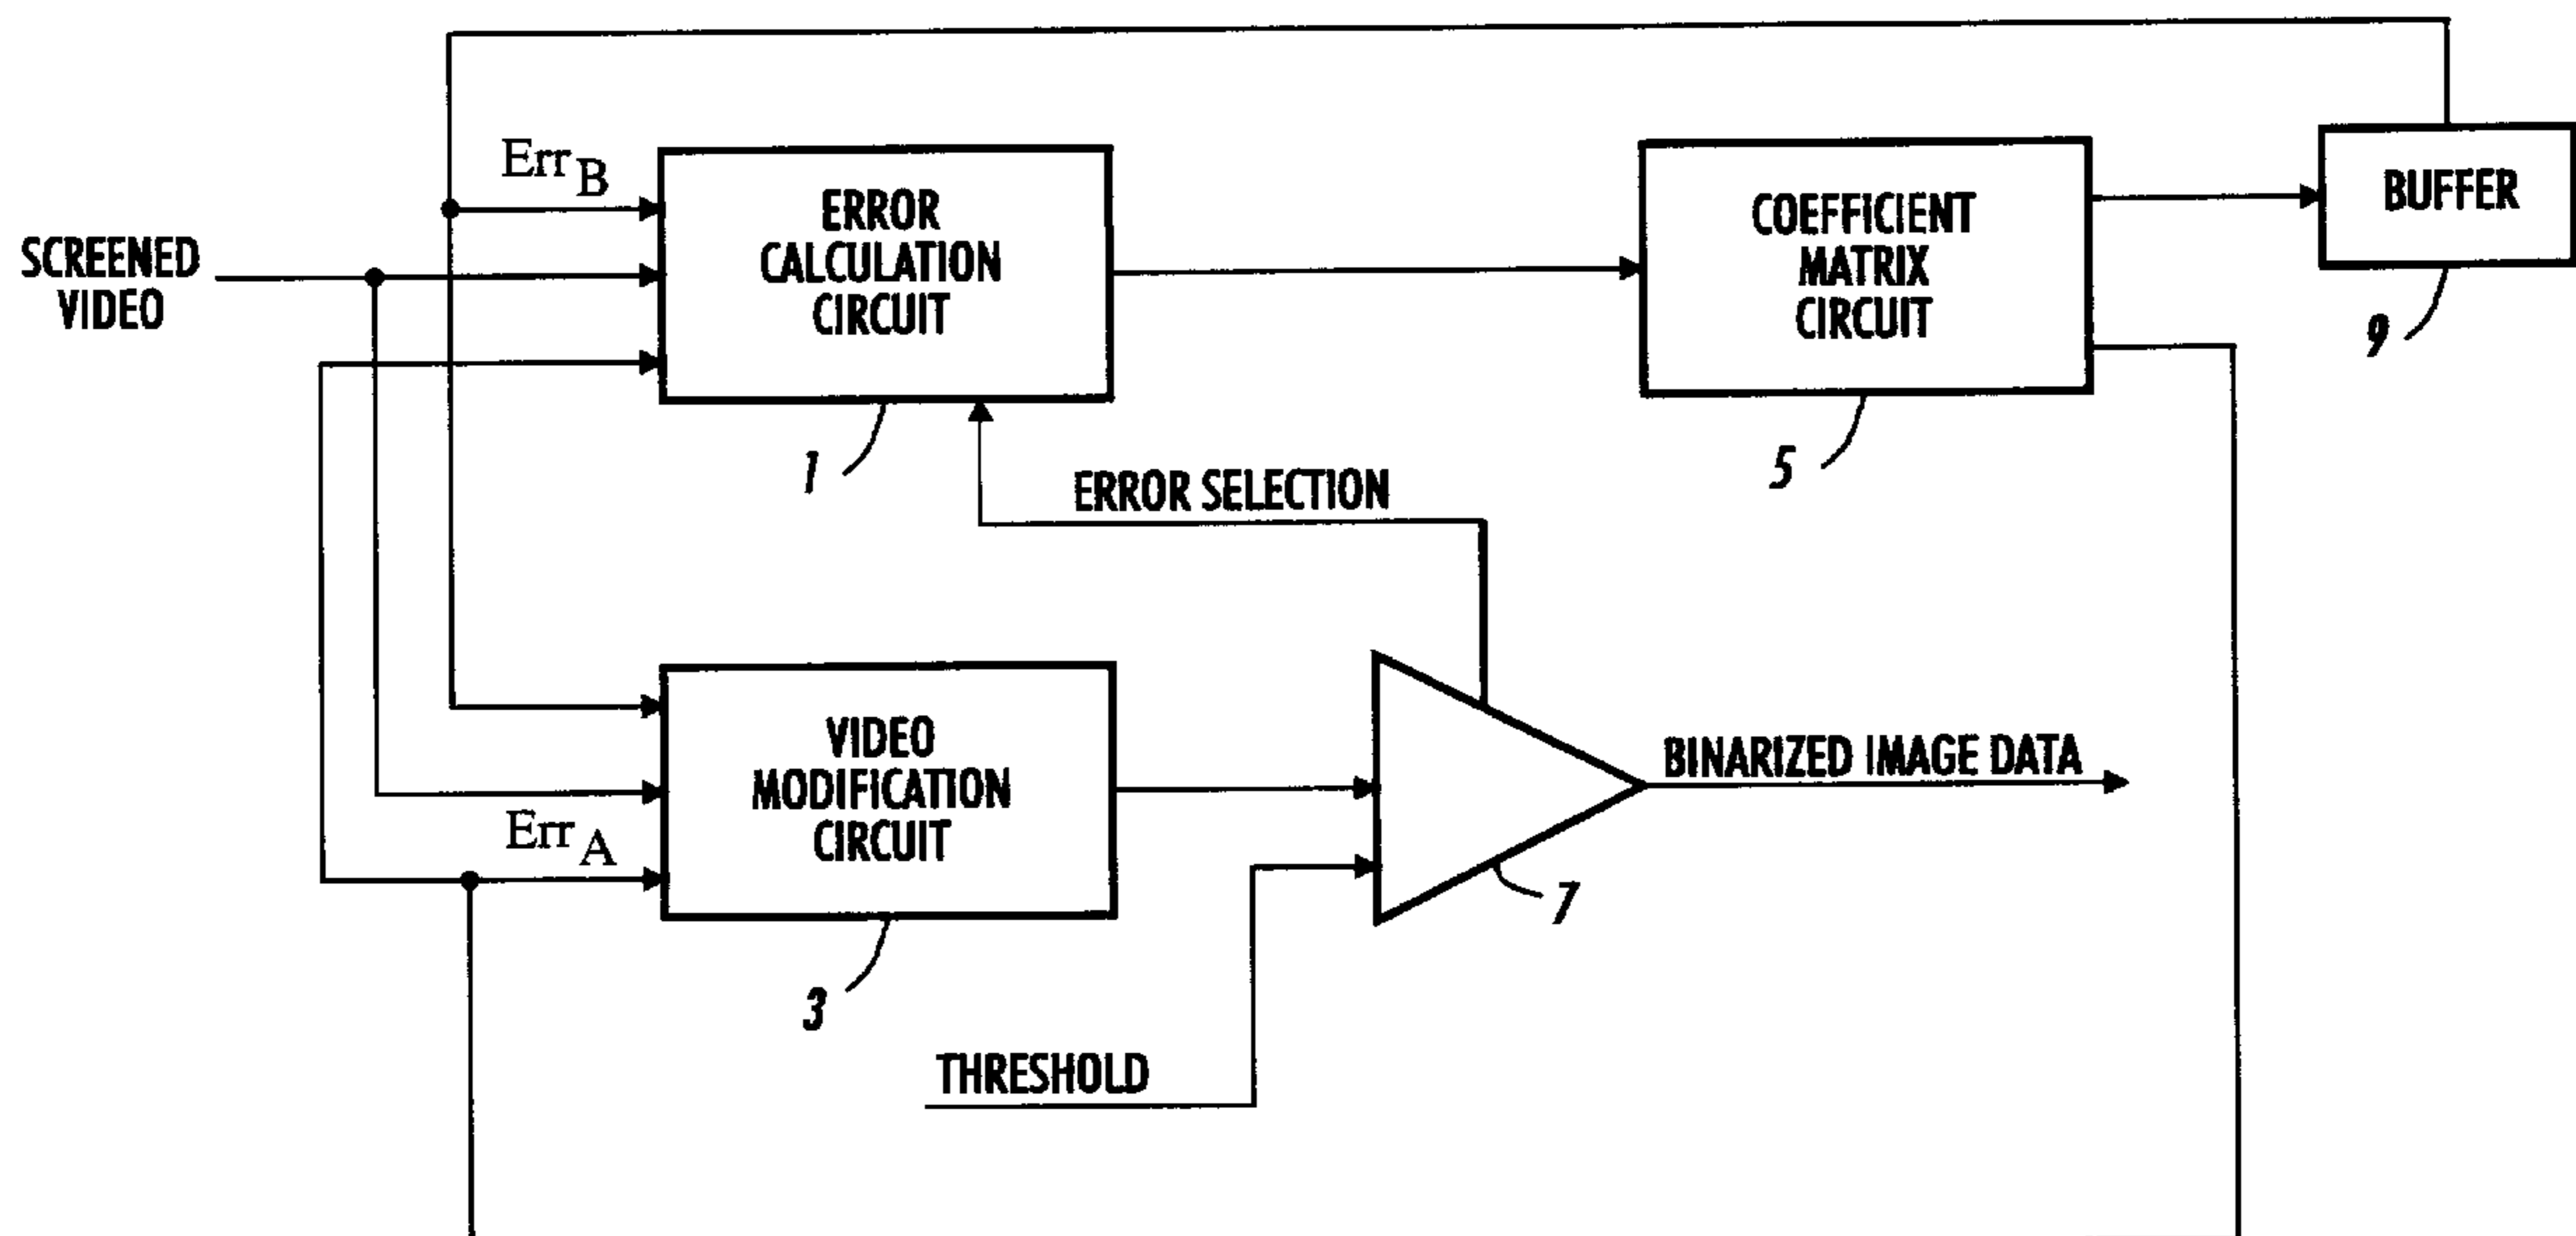 Err B
SCREENED
VIDEO
ERROR
CALCULATION
CIRCUIT
1
COEFFICIENT
MATRIX
CIRCUIT
5
BUFFER
9
ERROR SELECTION
VIDEO
MODIFICATION
CIRCUIT
3
Err A
7
BINARIZED IMAGE DATA
THRESHOLD